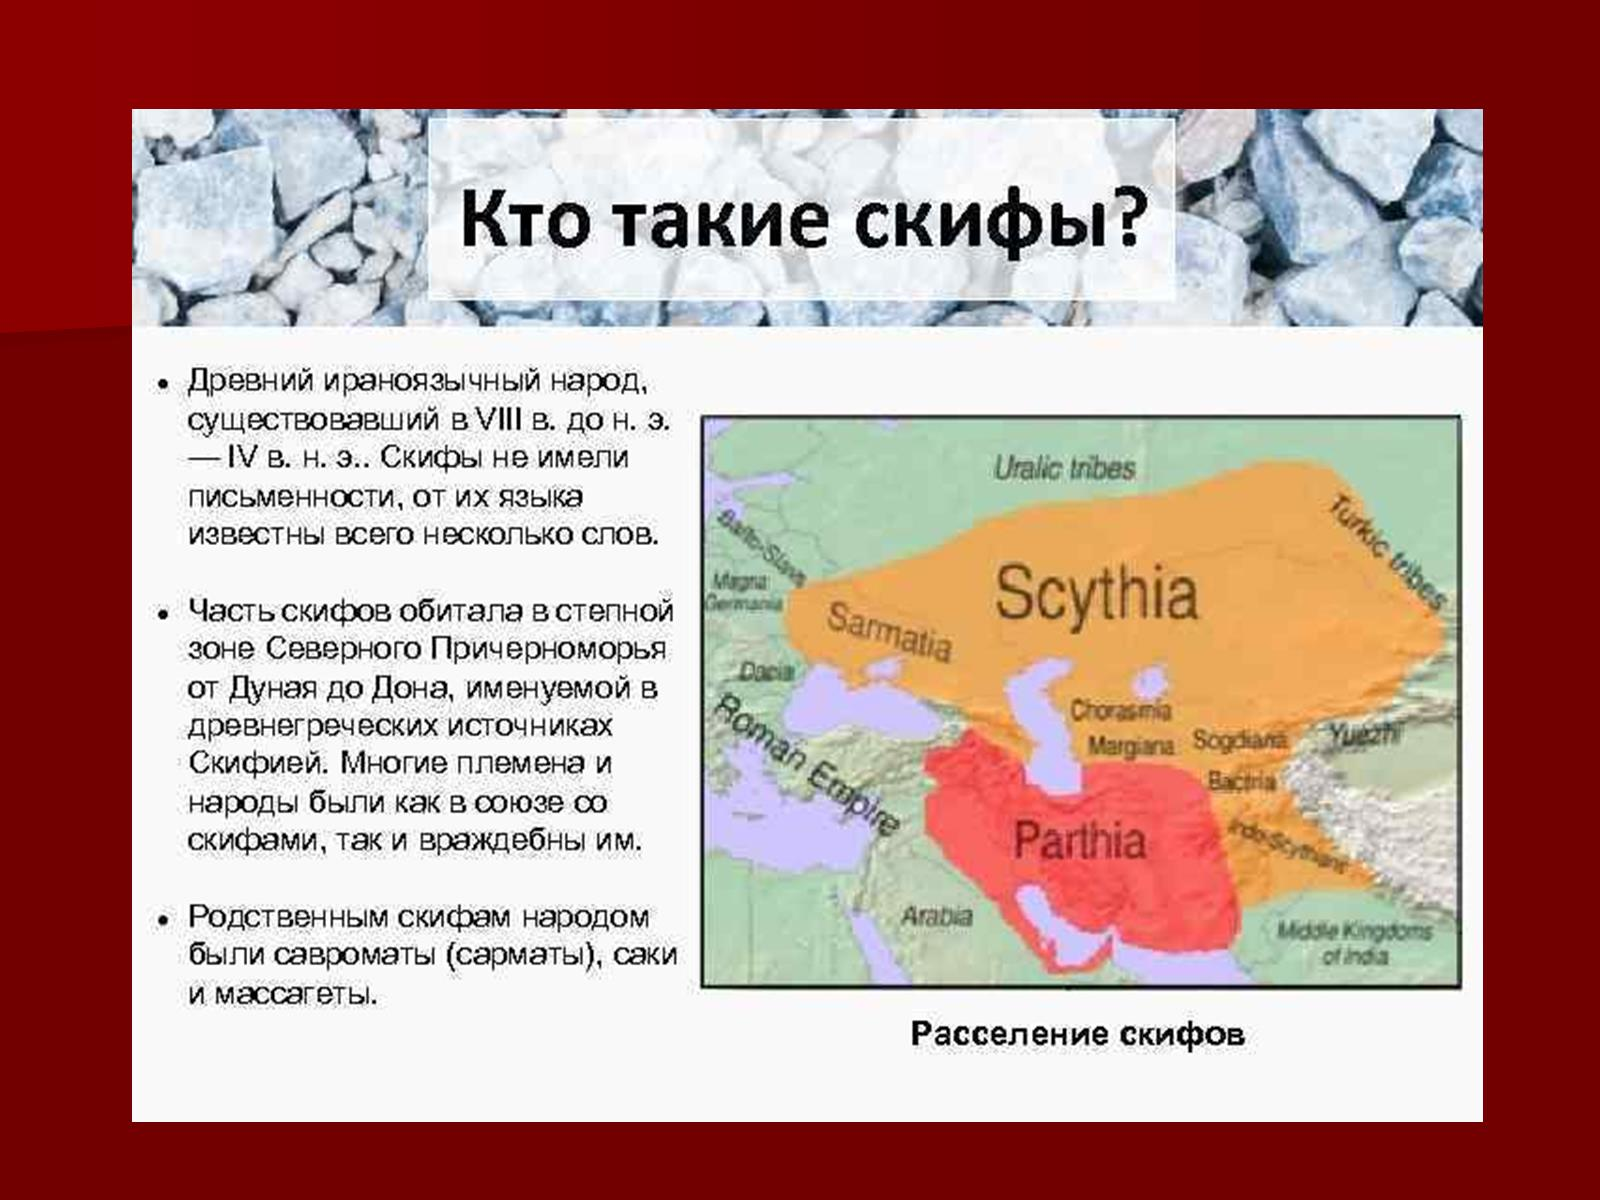 Кто такие скифы?
• Древний ираноязычный народ,
существовавший в VIII в. до н. э.
— IV в. н. э.. Скифы не имели
письменности, от их языка
известны всего несколько слов.
• Часть скифов обитала в степной
зоне Северного Причерноморья
от Дуная до Дона, именуемой в
древнегреческих источниках
Скифией. Многие племена и
народы были как в союзе со
скифами, так и враждебны им.
• Родственным скифам народом
были савроматы (сарматы), саки
и массагеты.
Uralic tribes
Turkic tribes
Balto-Slavs
Magna
Germania
Scythia
Sarmatia
Dacia
Roman Empire
Chorasmia
Margiana
Sogdiana
Yuezhi
Bactria
Indo-Scythians
Parthia
Arabia
Middle Kingdoms
of India
Расселение скифов